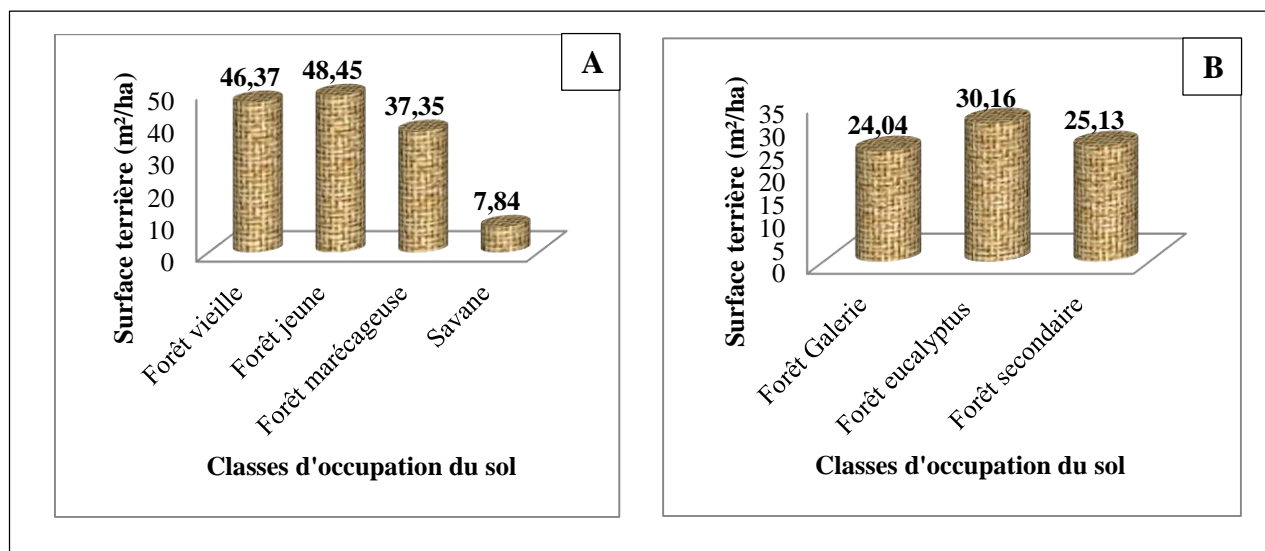 A
Surface terrière (m²/ha)
50
40
30
20
10
0
46,37
48,45
37,35
7,84
Forêt vieille
Forêt jeune
Forêt marécageuse
Savane
Classes d'occupation du sol
B
Surface terrière (m²/ha)
35
30
25
20
15
10
5
0
24,04
30,16
25,13
Forêt Galerie
Forêt eucalyptus
Forêt secondaire
Classes d'occupation du sol